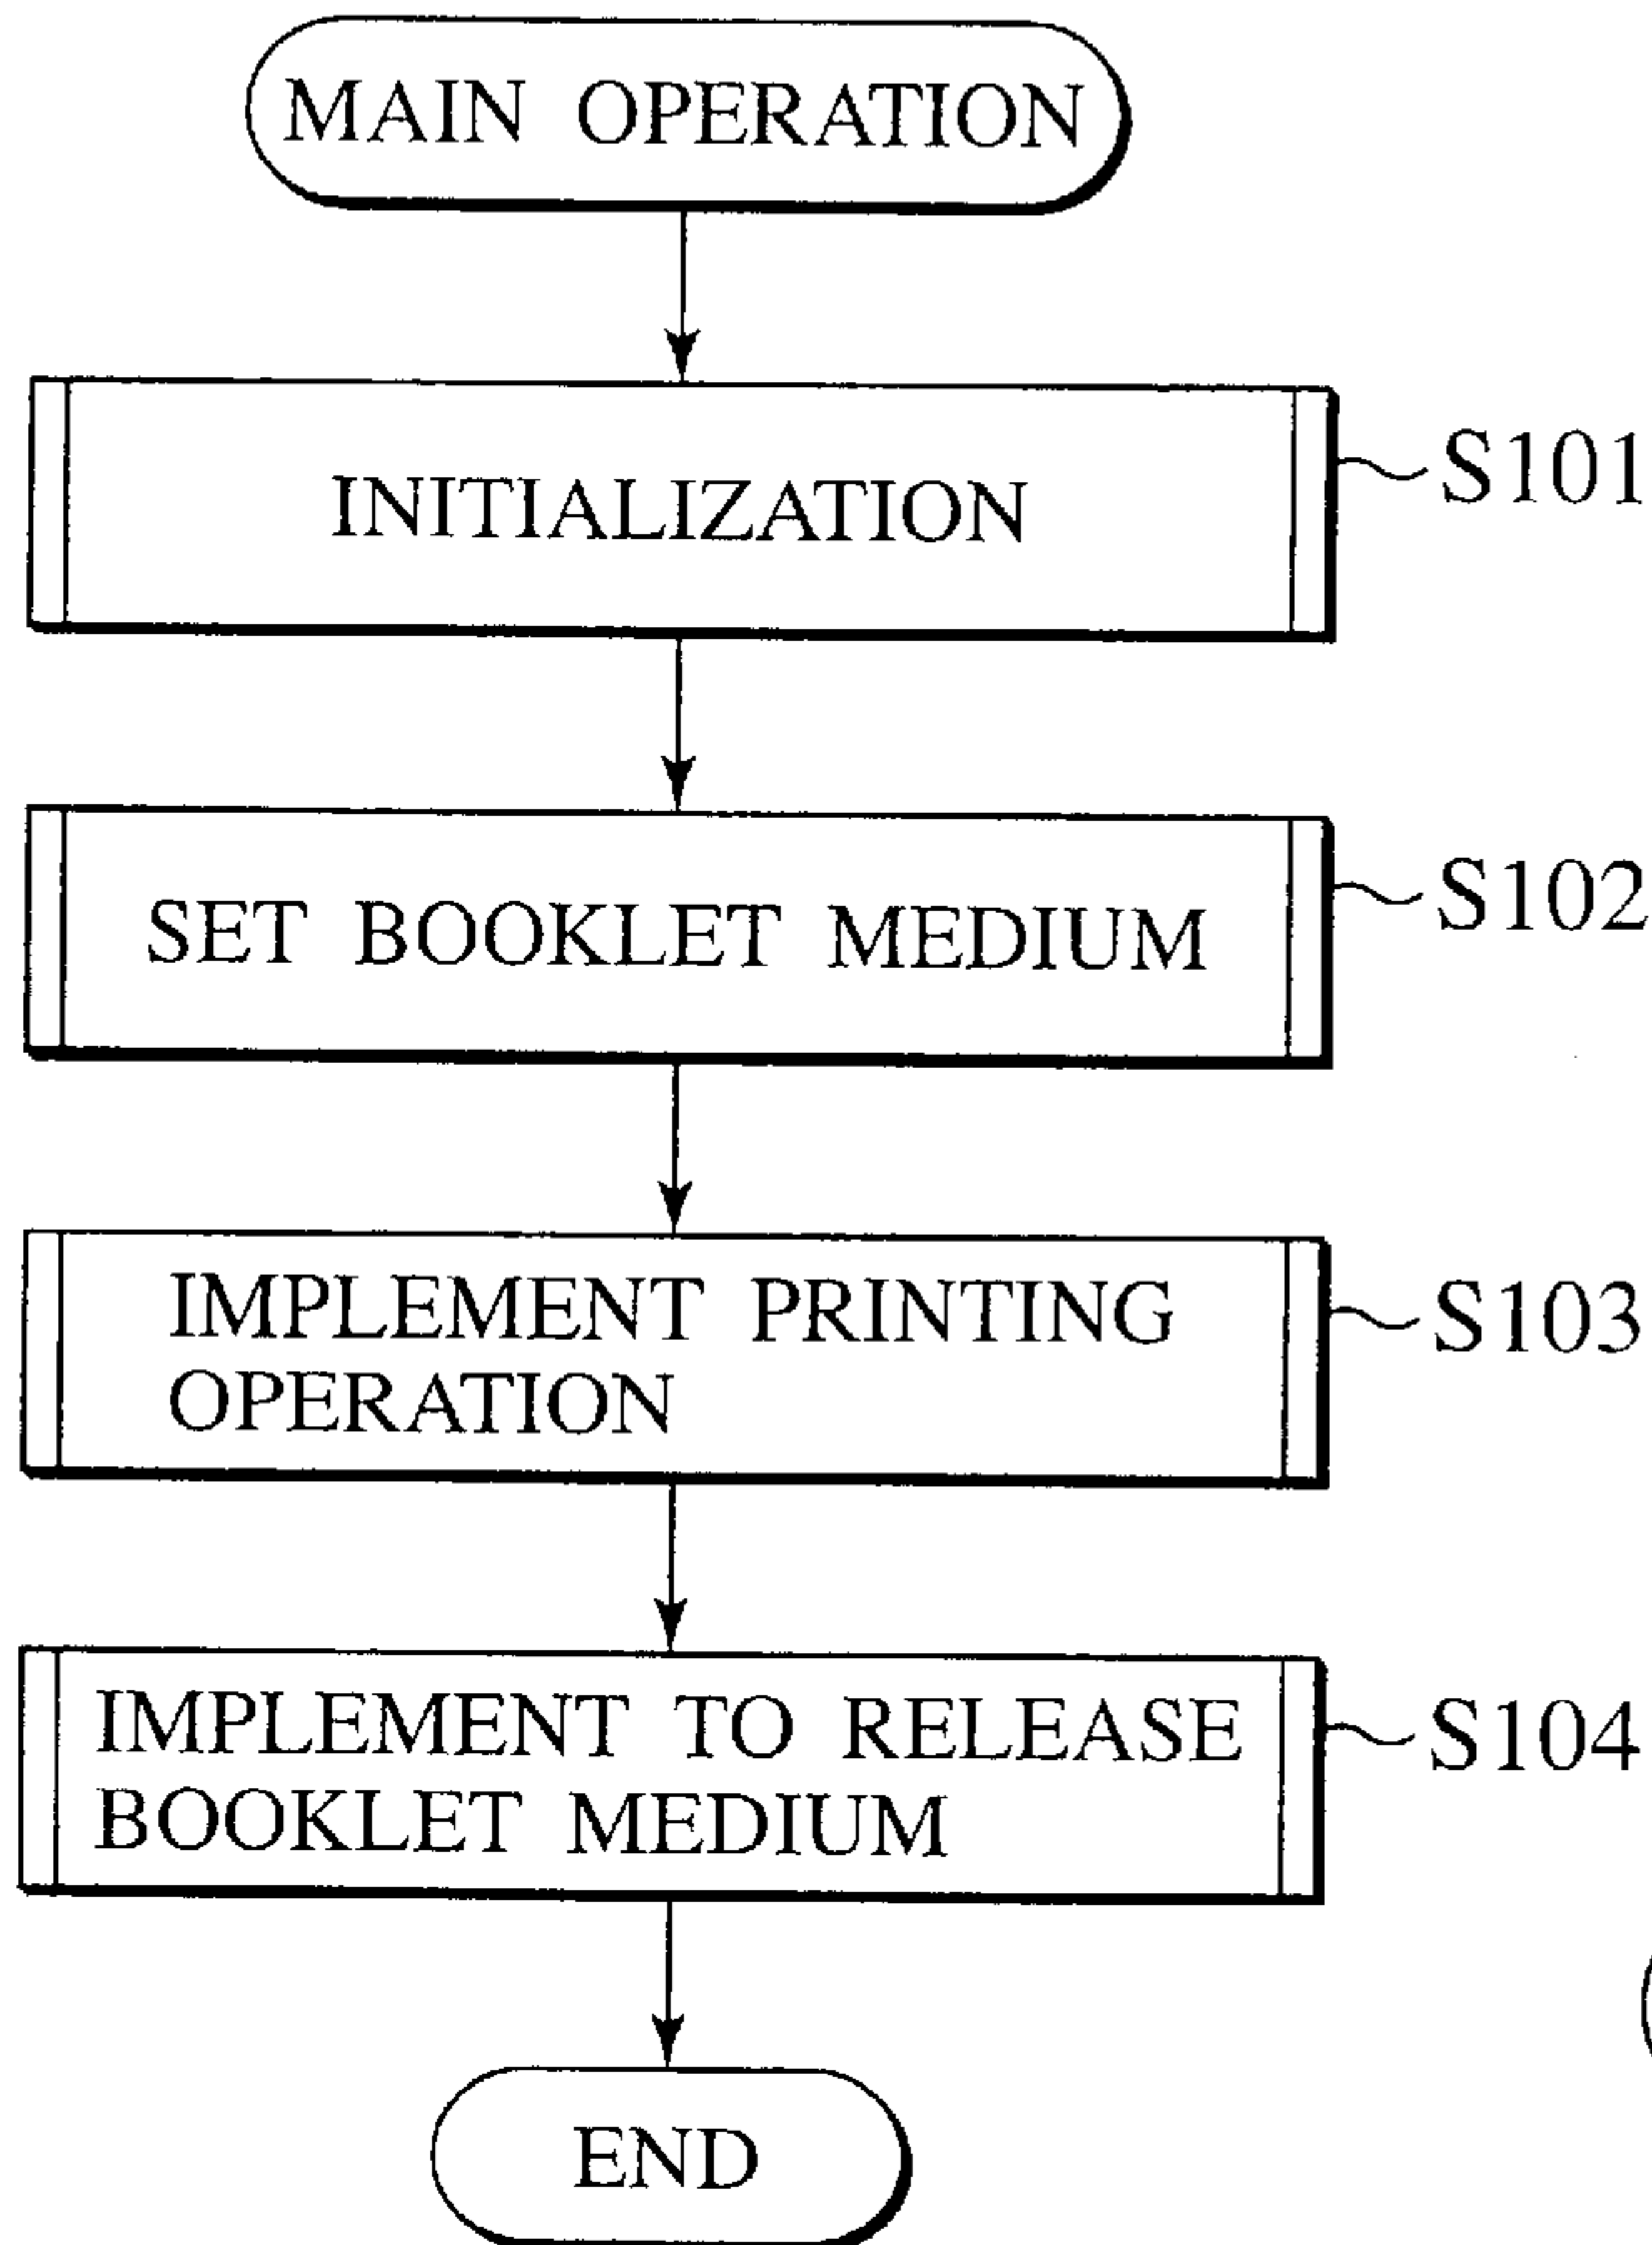 MAIN OPERATION
INITIALIZATION
S101
SET BOOKLET MEDIUM
S102
IMPLEMENT PRINTING
OPERATION
S103
IMPLEMENT TO RELEASE
BOOKLET MEDIUM
S104
END